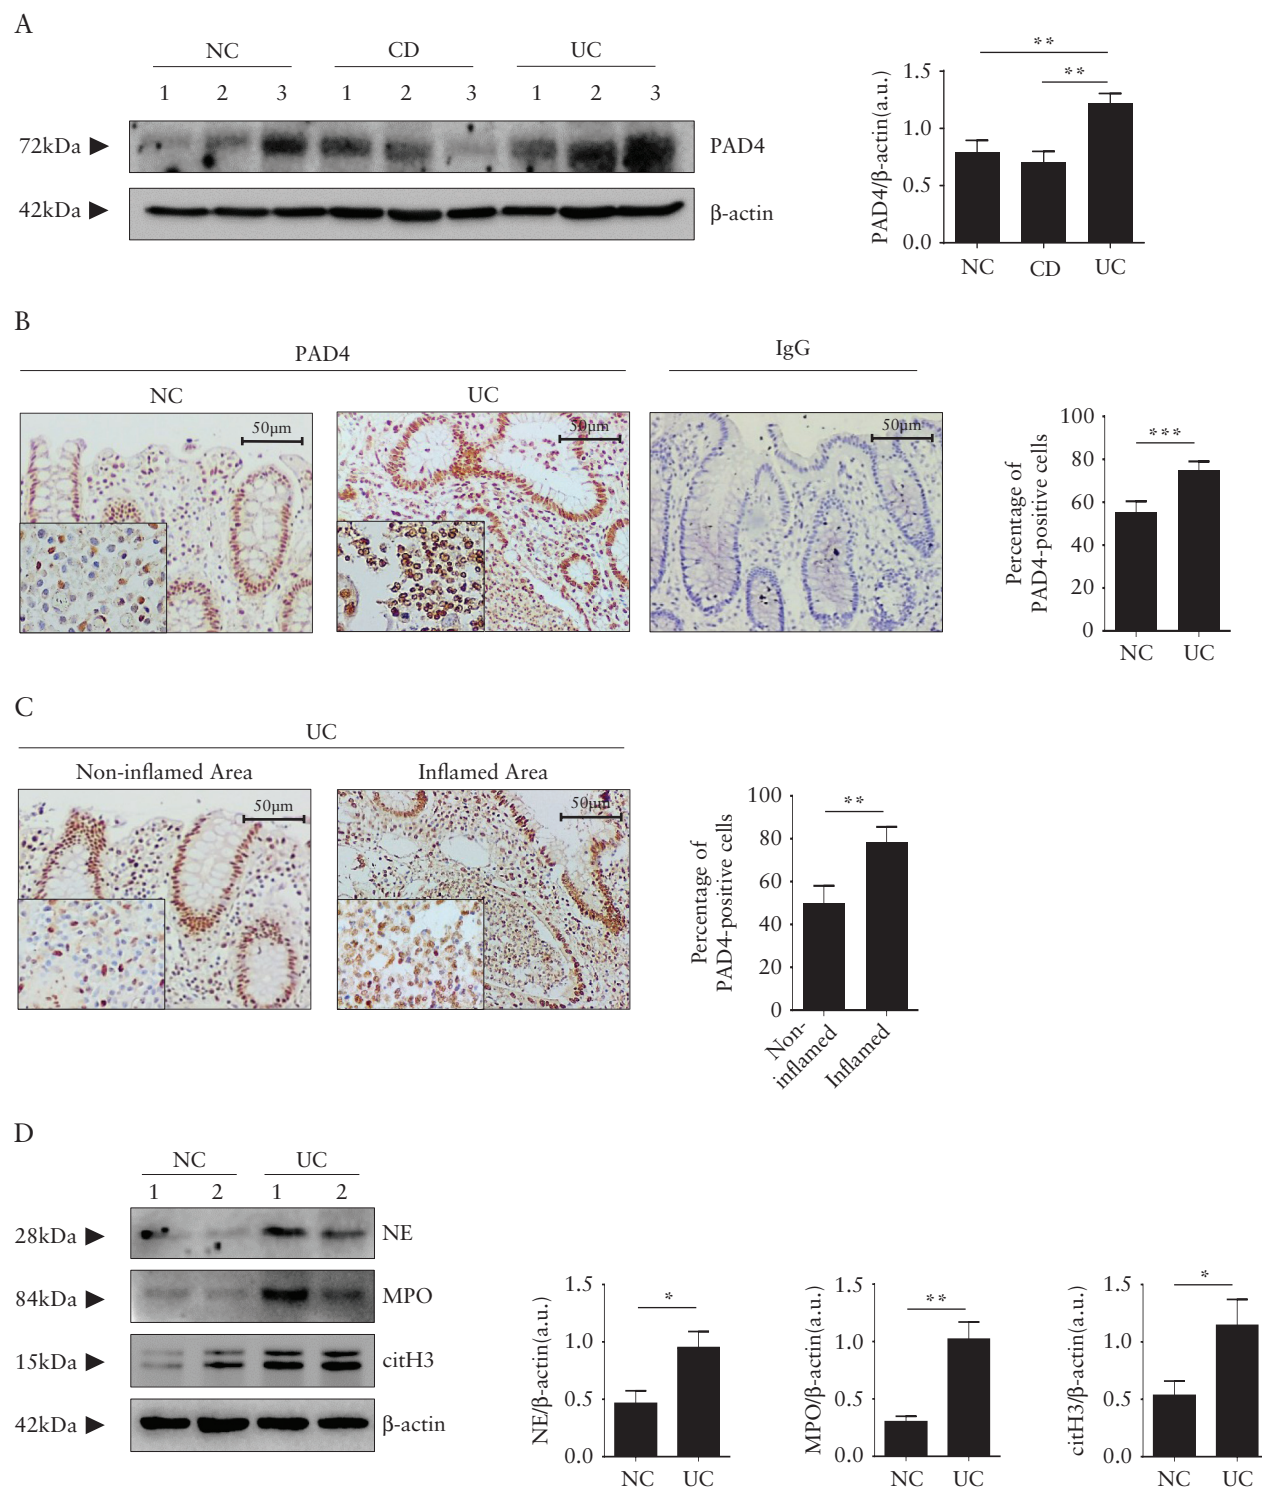 A
NC CD UC
1 2 3 1 2 3 1 2 3
72kDa PAD4
42kDa β-actin
** **
PAD4/β-actin(a.u.)
1.5
1.0
0.5
0.0
NC CD UC
B
PAD4 IgG
NC UC
50μm 50μm 50μm
Percentage of
PAD4-positive cells
100
80
60
40
20
0
***
NC UC
C
UC
Non-inflamed Area Inflamed Area
50μm 50μm
Percentage of
PAD4-positive cells
100
80
60
40
20
0
**
Non-
inflamed
Inflamed
D
NC UC
1 2 1 2
28kDa NE
84kDa MPO
15kDa citH3
42kDa β-actin
NE/β-actin(a.u.)
1.5
1.0
0.5
0.0
*
NC UC
MPO/β-actin(a.u.)
1.5
1.0
0.5
0.0
**
NC UC
citH3/β-actin(a.u.)
1.5
1.0
0.5
0.0
*
NC UC